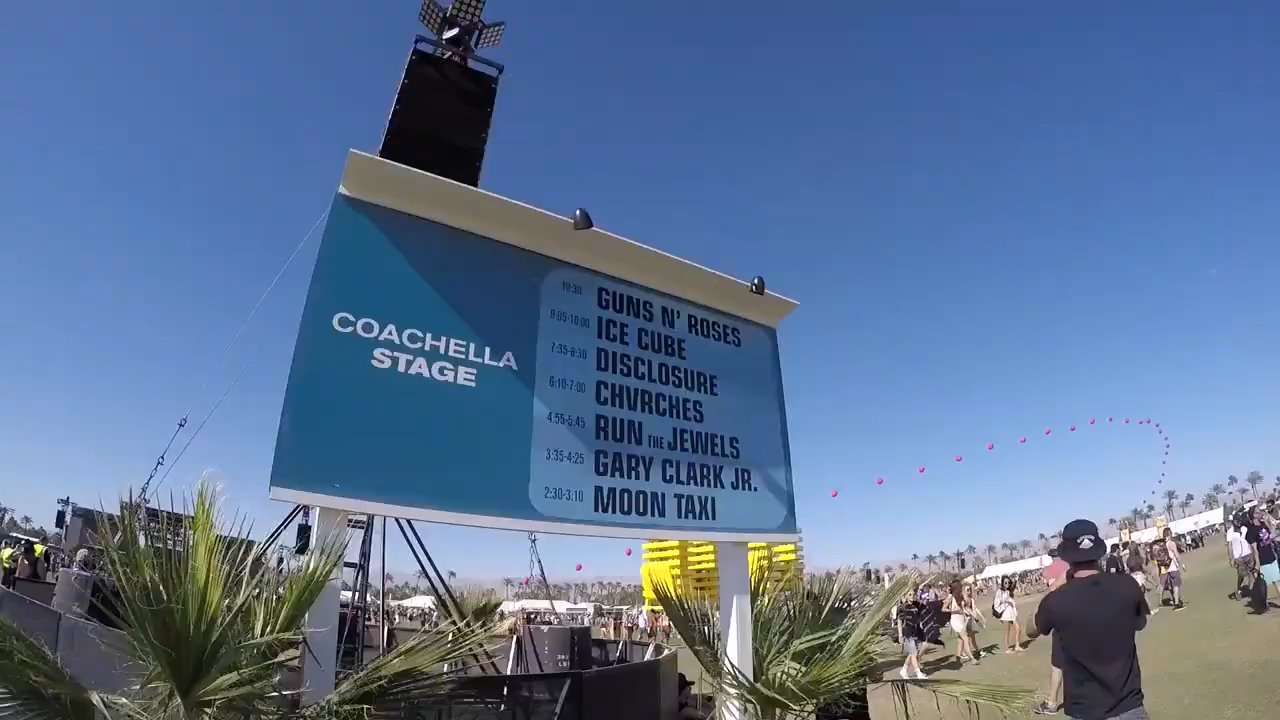 COACHELLA
STAGE
10:30 GUNS N' ROSES
9:05-10:00 ICE CUBE
7:35-8:30 DISCLOSURE
6:10-7:00 CHVRCHES
4:55-5:45 RUN THE JEWELS
3:35-4:25 GARY CLARK JR.
2:30-3:10 MOON TAXI